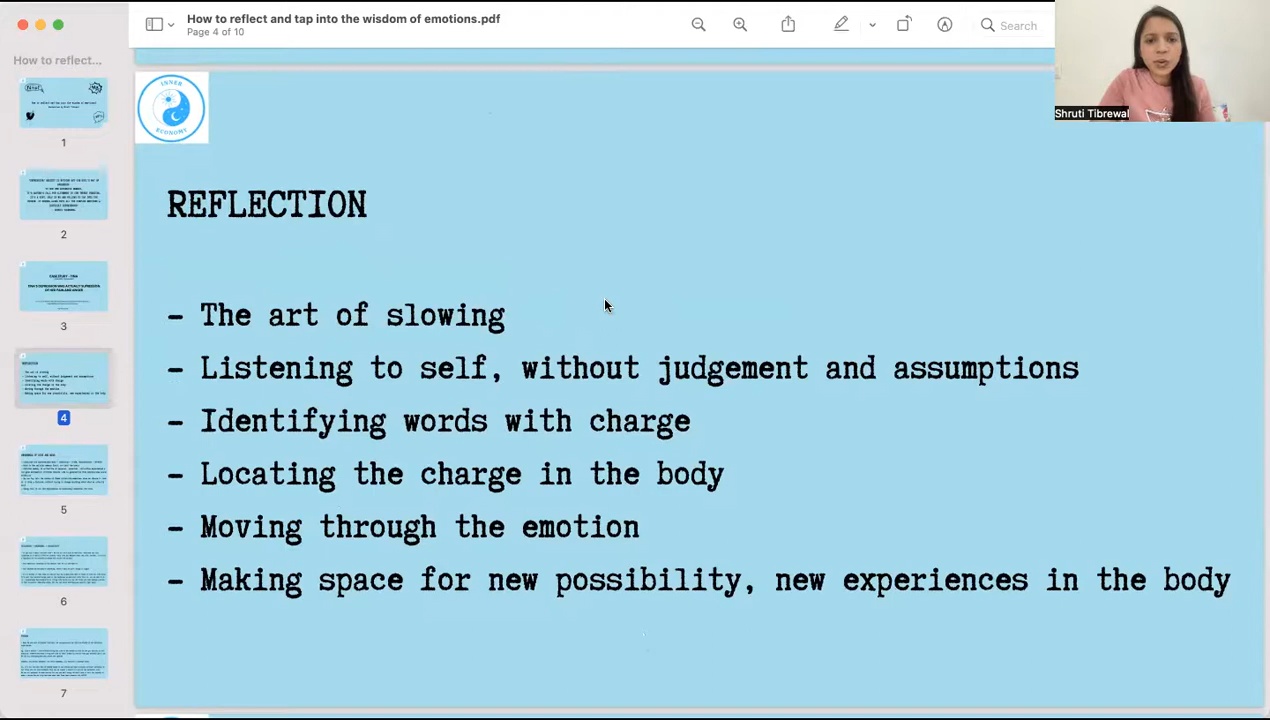 How to reflect and tap into the wisdom of emotions.pdf
Page 4 of 10
Search
Shruti Tibrewal
How to reflect...
1
2
3
4
5
6
7
INNER
ECONOMY
REFLECTION
- The art of slowing
- Listening to self, without judgement and assumptions
- Identifying words with charge
- Locating the charge in the body
- Moving through the emotion
- Making space for new possibility, new experiences in the body